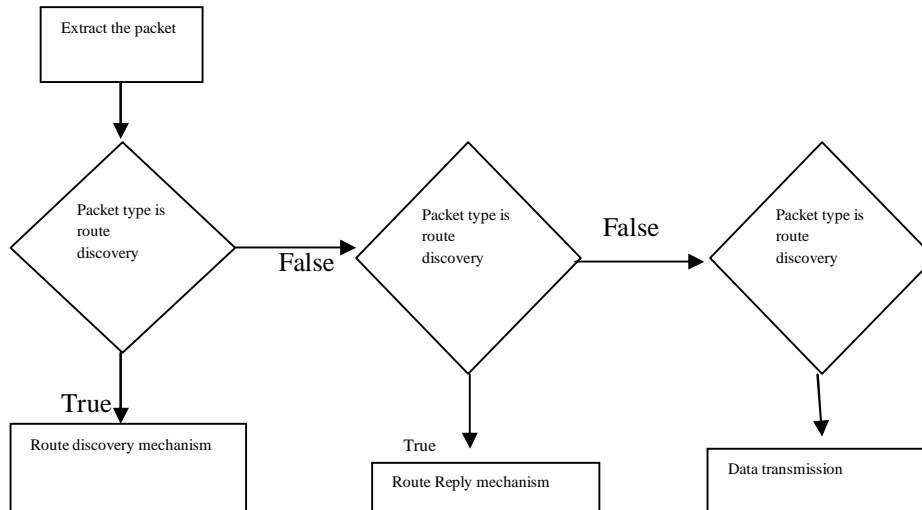 Extract the packet
Packet type is
route
discovery
False
Packet type is
route
discovery
False
Packet type is
route
discovery
True
Route discovery mechanism
True
Route Reply mechanism
Data transmission